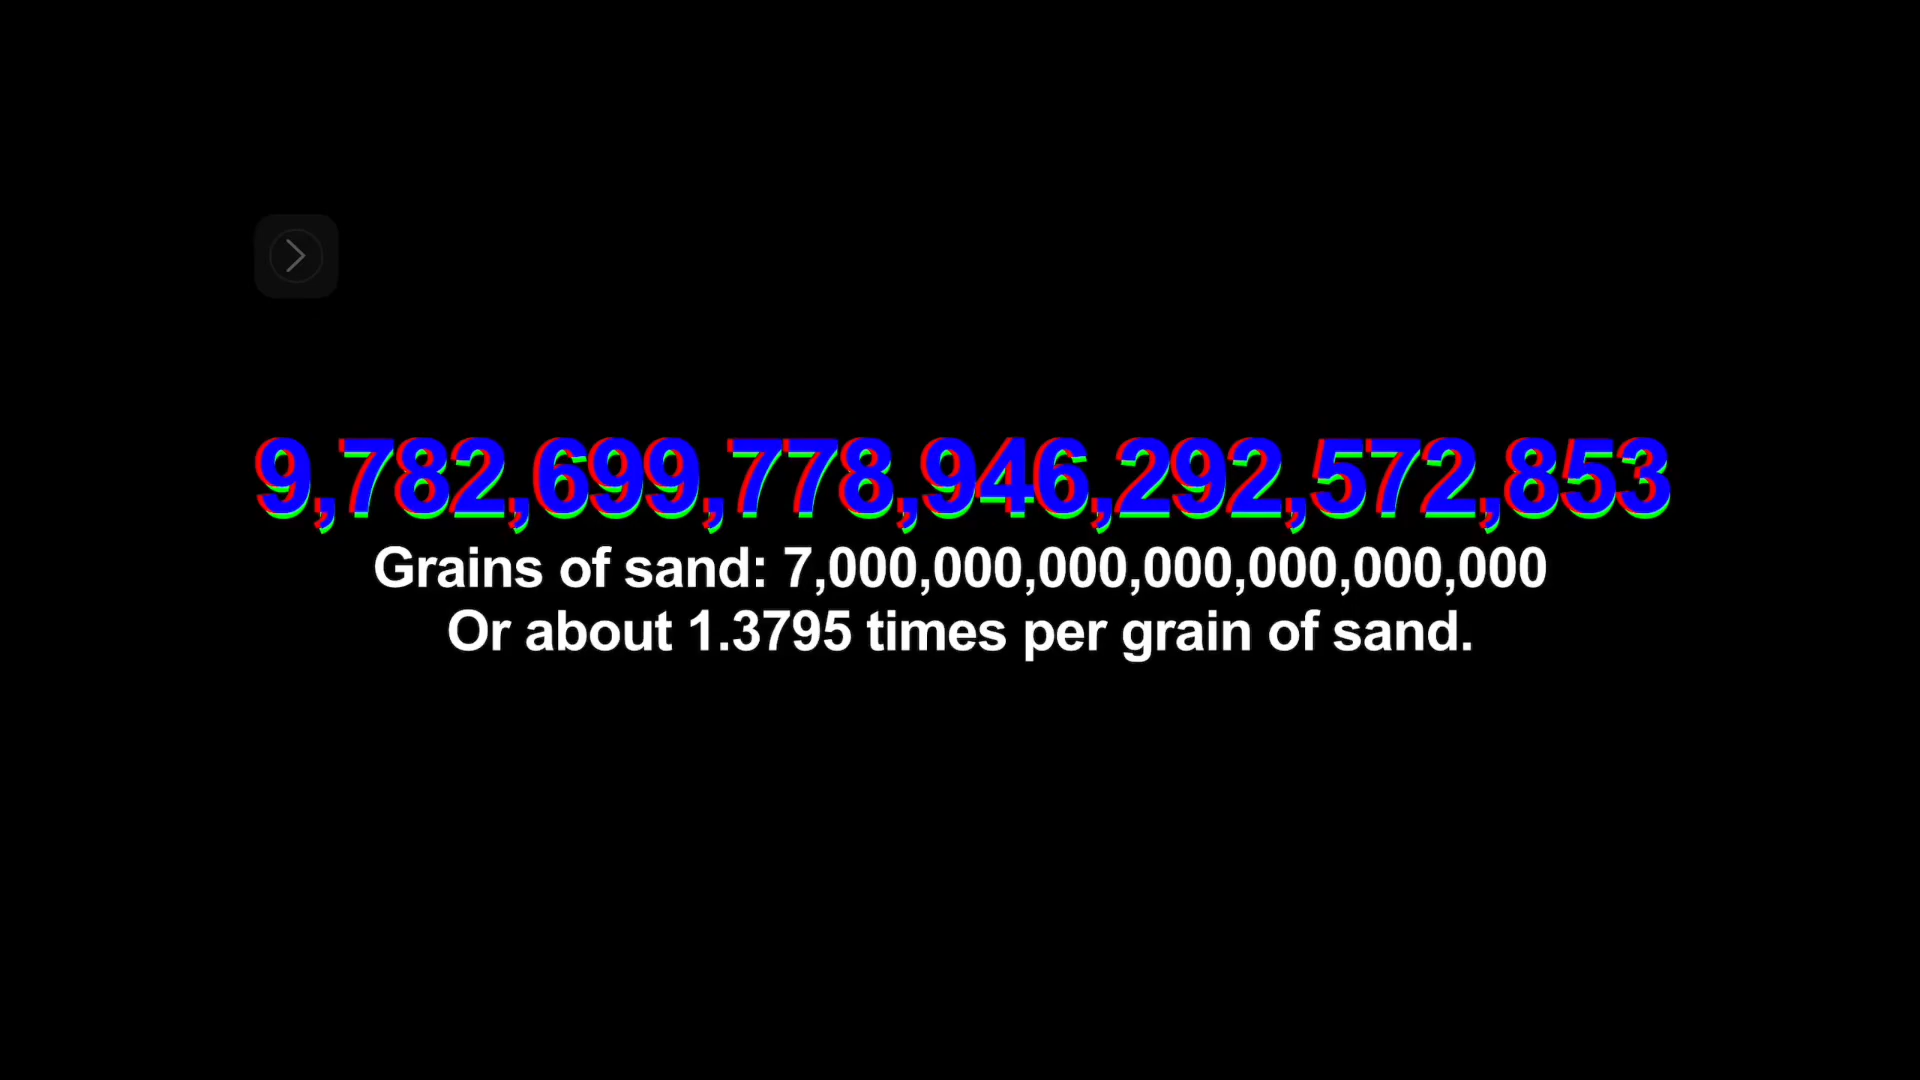 9,782,699,778,946,292,572,853
Grains of sand: 7,000,000,000,000,000,000,000
Or about 1.3795 times per grain of sand.